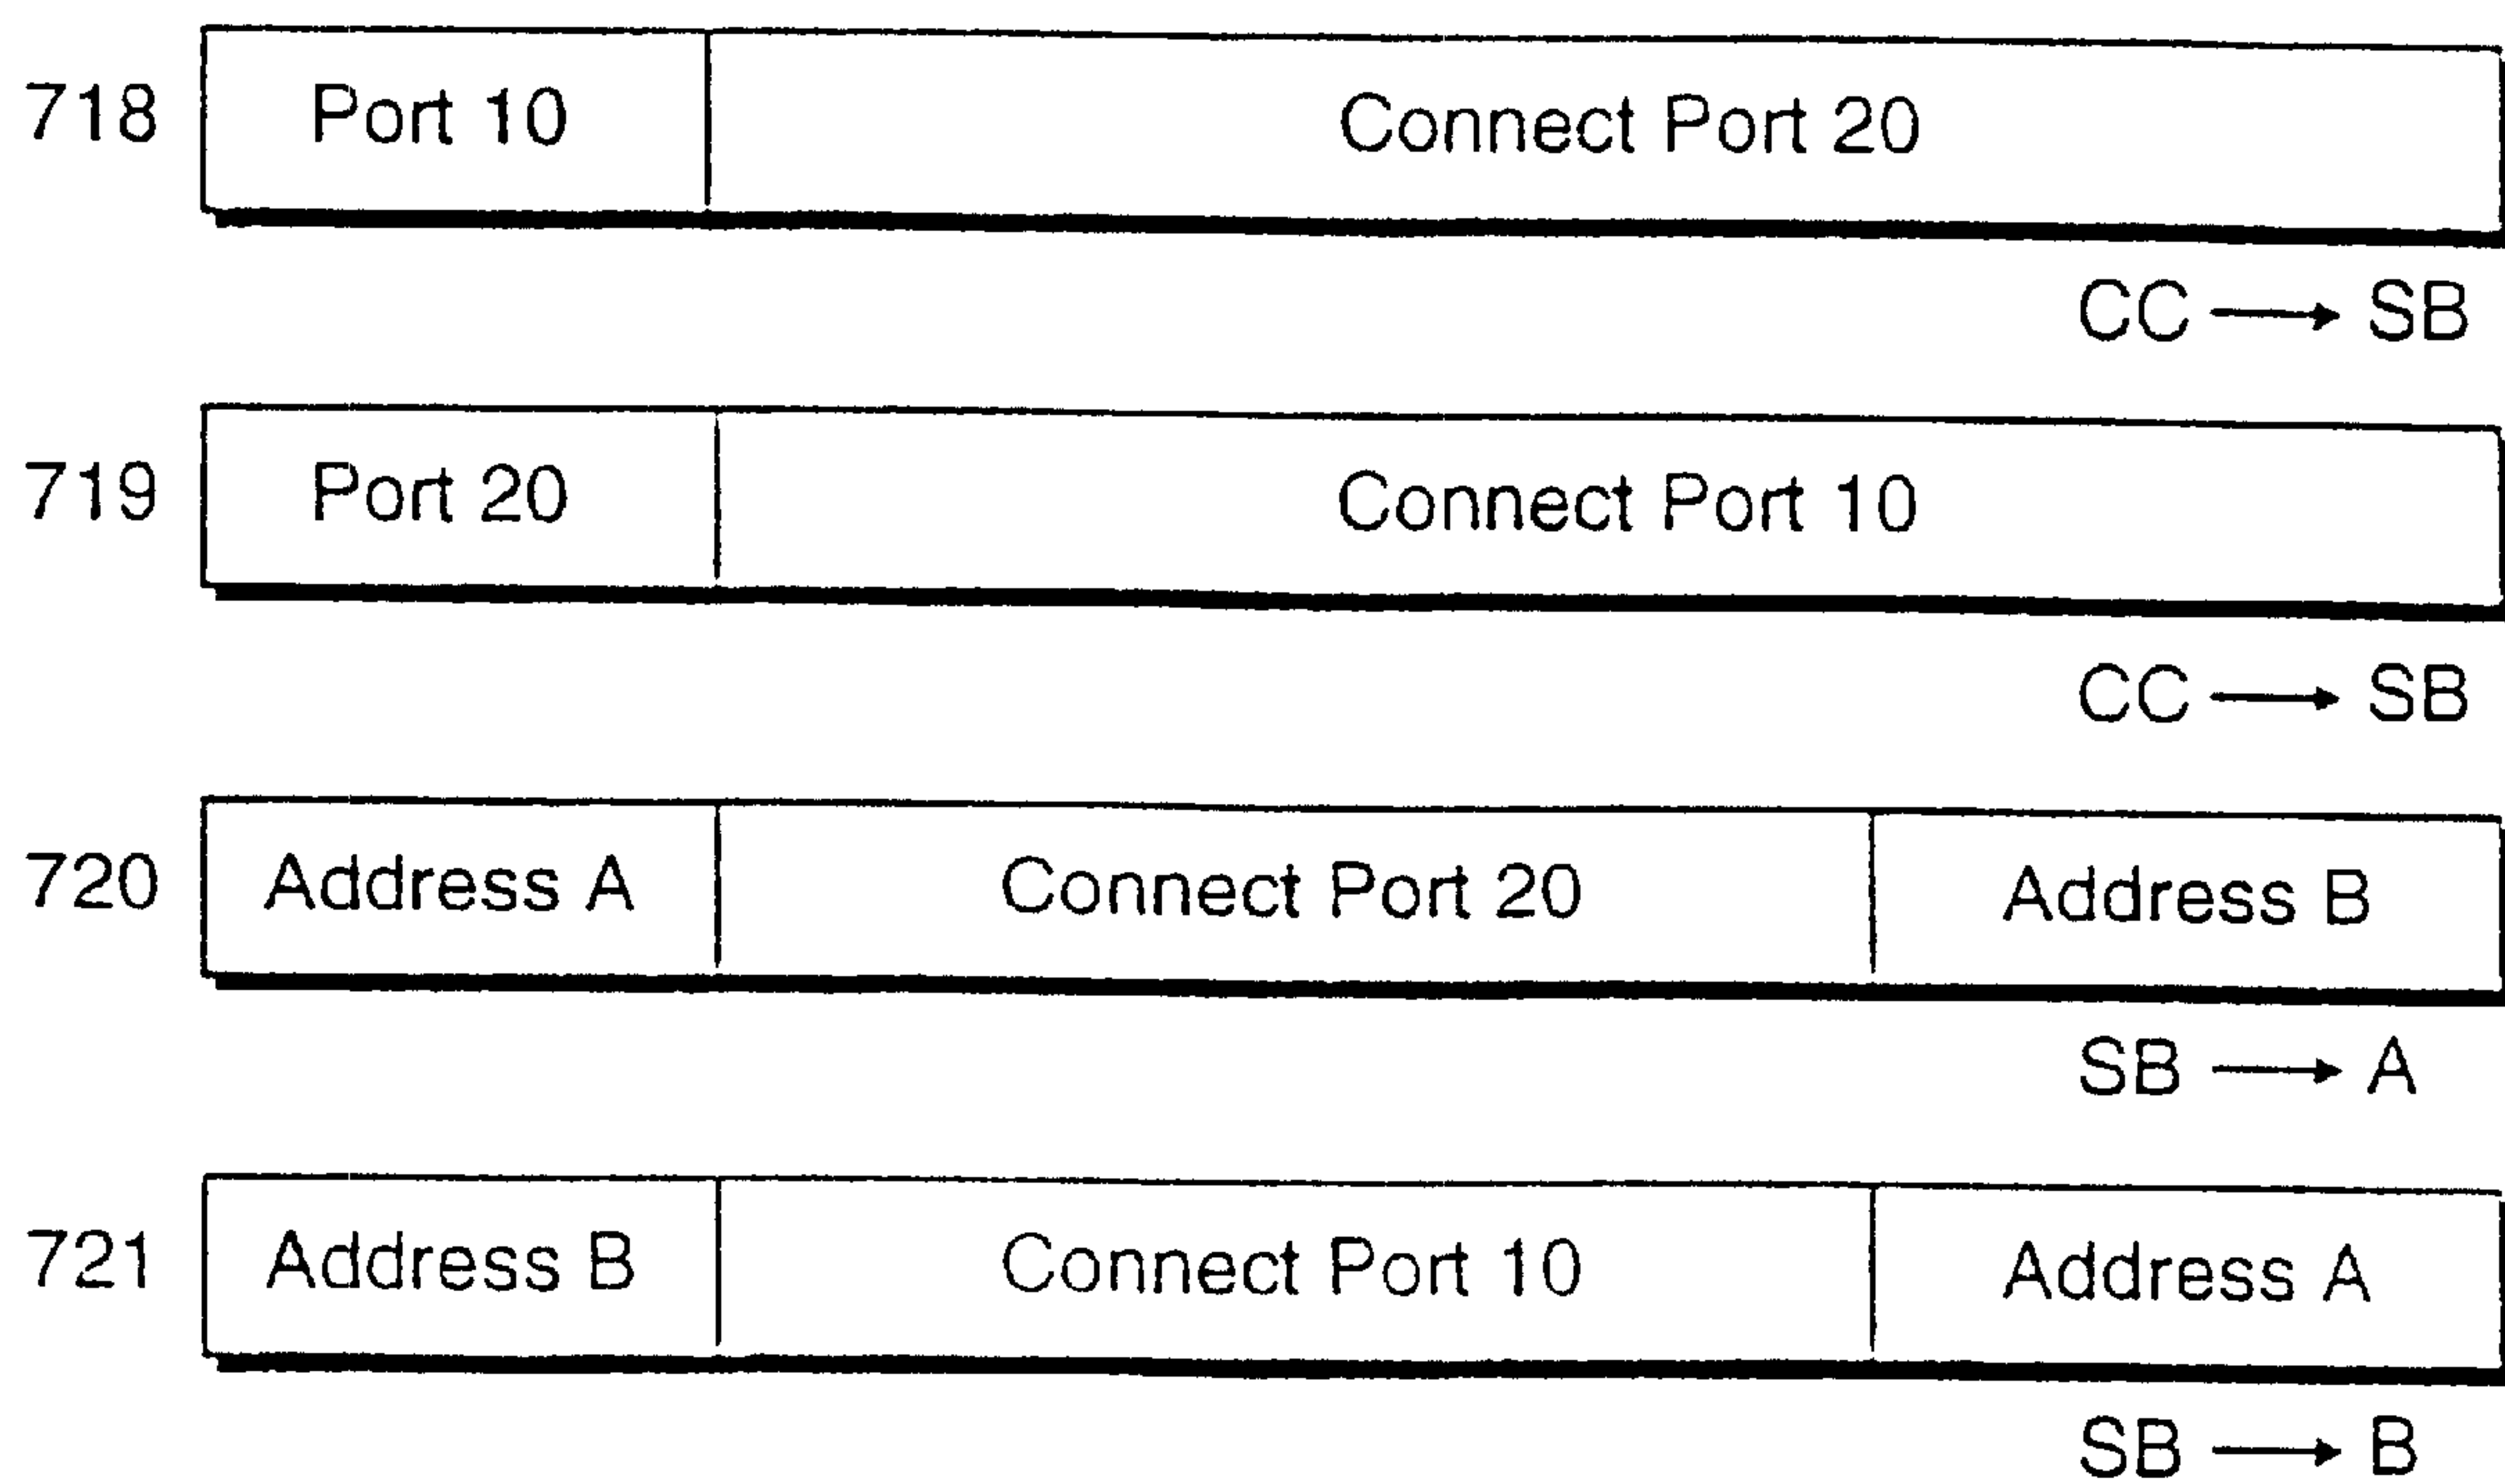 718 Port 10 Connect Port 20
CC → SB
719 Port 20 Connect Port 10
CC → SB
720 Address A Connect Port 20 Address B
SB → A
721 Address B Connect Port 10 Address A
SB → B